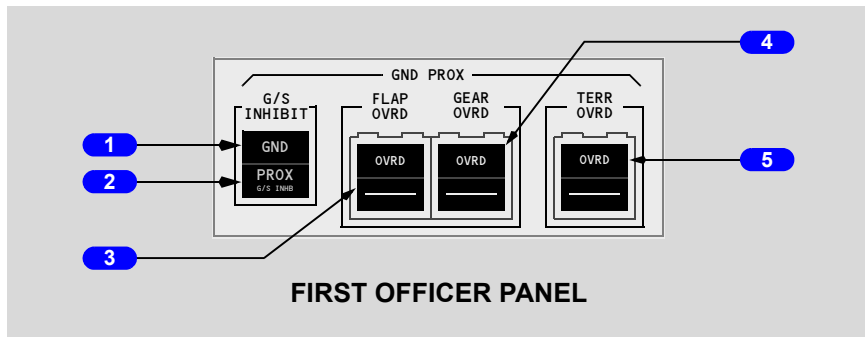 4
GND PROX
G/S
INHIBIT
FLAP
OVRD
GEAR
OVRD
TERR
OVRD
1
GND
OVRD
OVRD
OVRD
5
2
PROX
G/S INHB
3
FIRST OFFICER PANEL